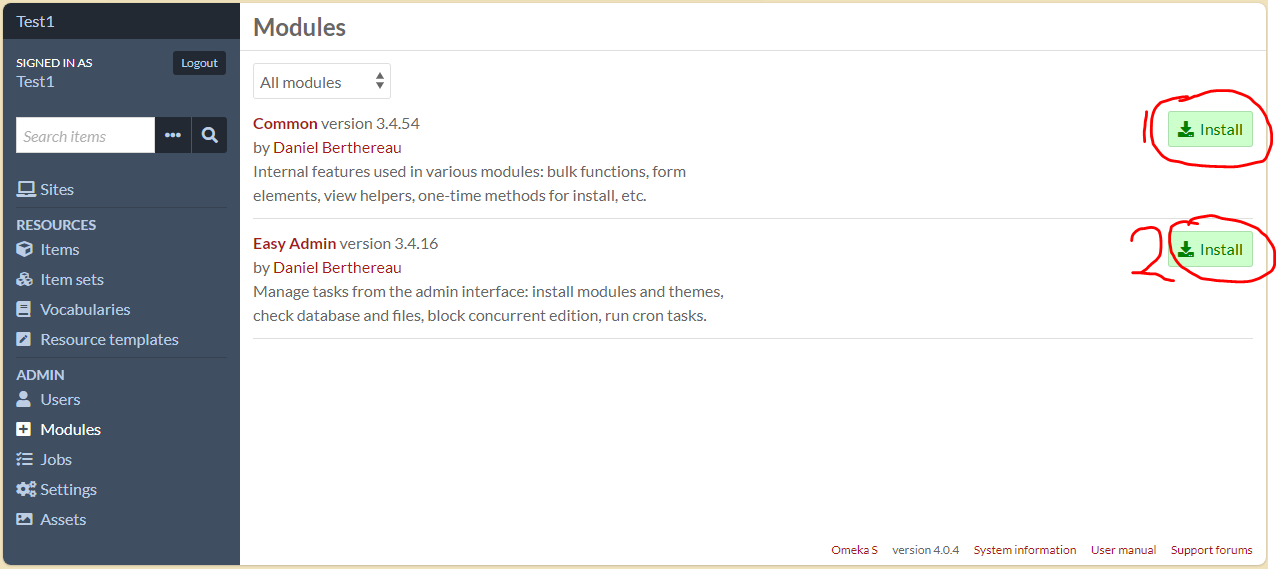 Test1
Modules
SIGNED IN AS
Logout
Test1
All modules
Search items
Common version 3.4.54
1
Install
by Daniel Berthereau
Internal features used in various modules: bulk functions, form
elements, view helpers, one-time methods for install, etc.
Sites
RESOURCES
Items
Item sets
Vocabularies
Resource templates
Easy Admin version 3.4.16
2
Install
by Daniel Berthereau
Manage tasks from the admin interface: install modules and themes,
check database and files, block concurrent edition, run cron tasks.
ADMIN
Users
Modules
Jobs
Settings
Assets
Omeka S version 4.0.4 System information User manual Support forums